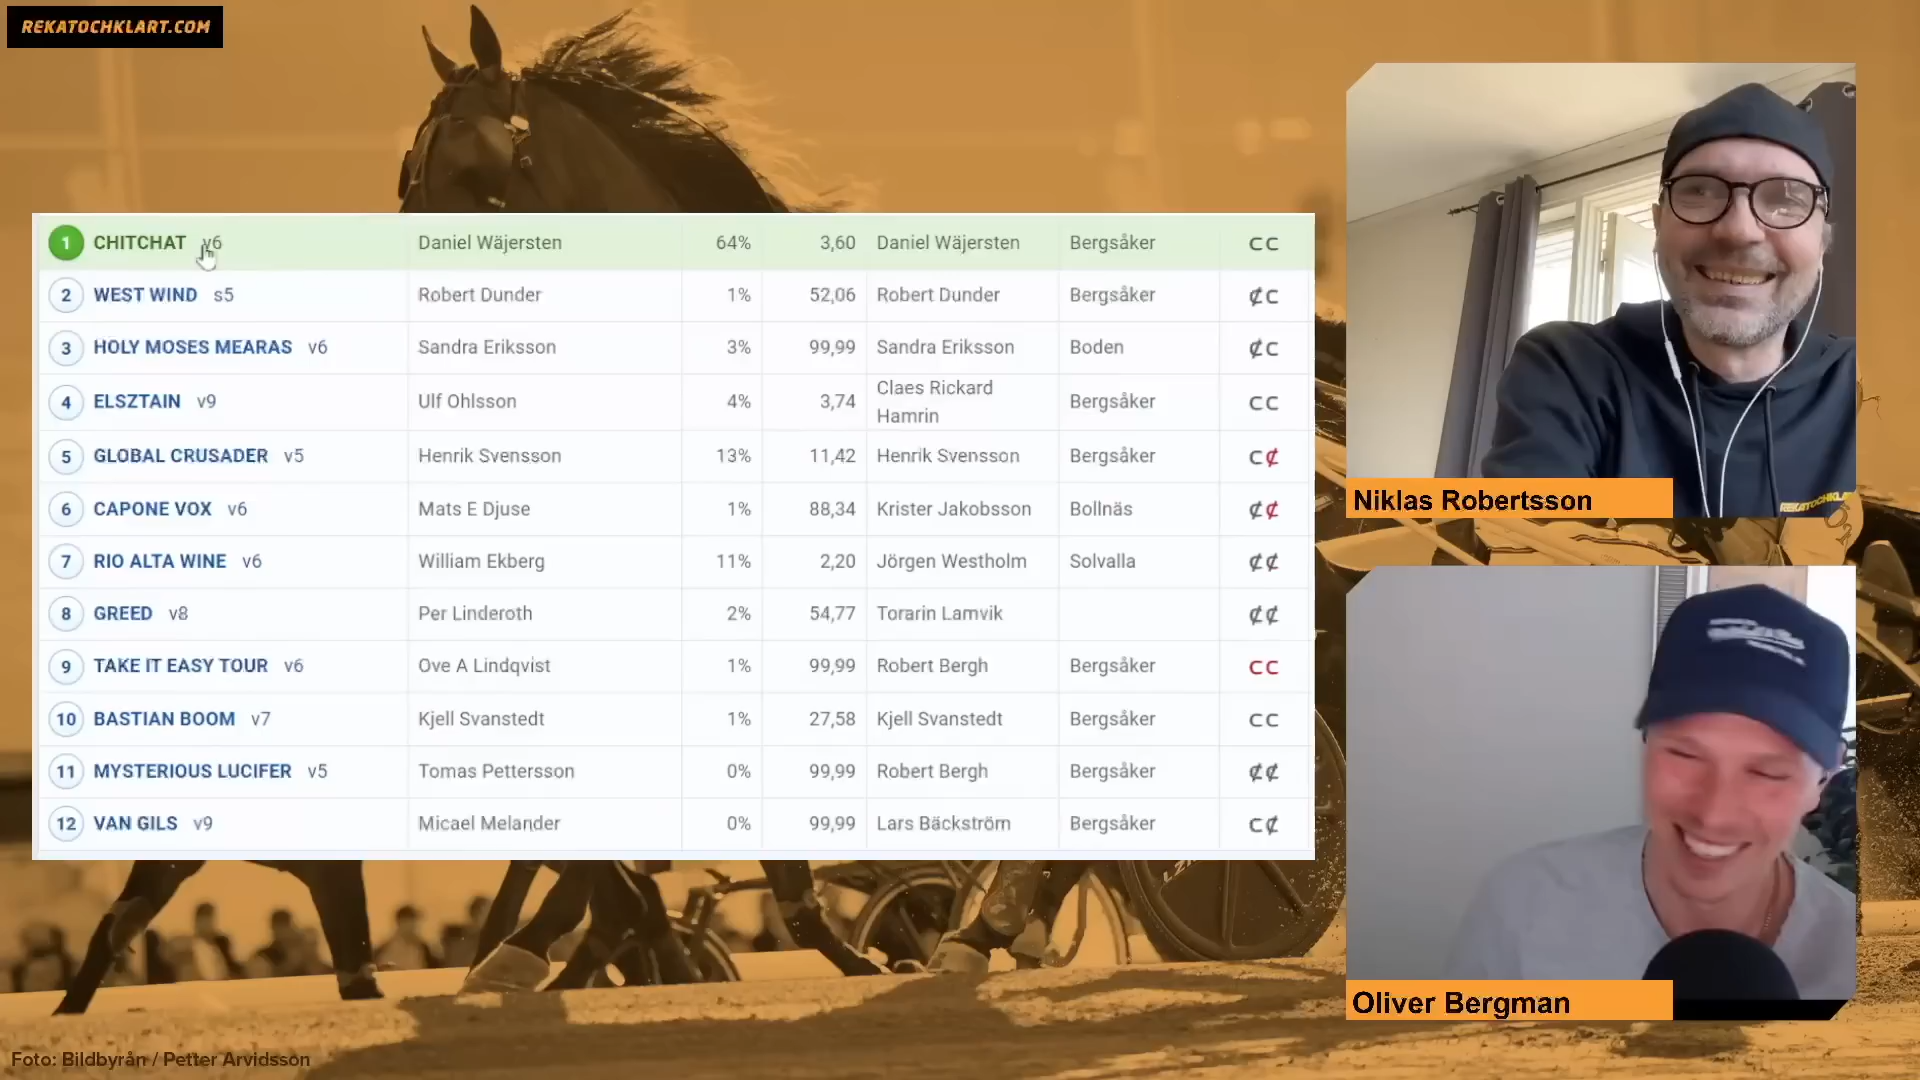 REKATOCHKLART.COM
1 CHITCHAT v6 Daniel Wäjersten 64% 3,60 Daniel Wäjersten Bergsåker C C
2 WEST WIND s5 Robert Dunder 1% 52,06 Robert Dunder Bergsåker ȼ C
3 HOLY MOSES MEARAS v6 Sandra Eriksson 3% 99,99 Sandra Eriksson Boden ȼ C
4 ELSZTAIN v9 Ulf Ohlsson 4% 3,74 Claes Rickard Hamrin Bergsåker C C
5 GLOBAL CRUSADER v5 Henrik Svensson 13% 11,42 Henrik Svensson Bergsåker C ȼ
6 CAPONE VOX v6 Mats E Djuse 1% 88,34 Krister Jakobsson Bollnäs ȼ ȼ
7 RIO ALTA WINE v6 William Ekberg 11% 2,20 Jörgen Westholm Solvalla ȼ ȼ
8 GREED v8 Per Linderoth 2% 54,77 Torarin Lamvik ȼ ȼ
9 TAKE IT EASY TOUR v6 Ove A Lindqvist 1% 99,99 Robert Bergh Bergsåker C C
10 BASTIAN BOOM v7 Kjell Svanstedt 1% 27,58 Kjell Svanstedt Bergsåker C C
11 MYSTERIOUS LUCIFER v5 Tomas Pettersson 0% 99,99 Robert Bergh Bergsåker ȼ ȼ
12 VAN GILS v9 Micael Melander 0% 99,99 Lars Bäckström Bergsåker C ȼ
Niklas Robertsson
Oliver Bergman
Foto: Bildbyrån / Petter Arvidsson